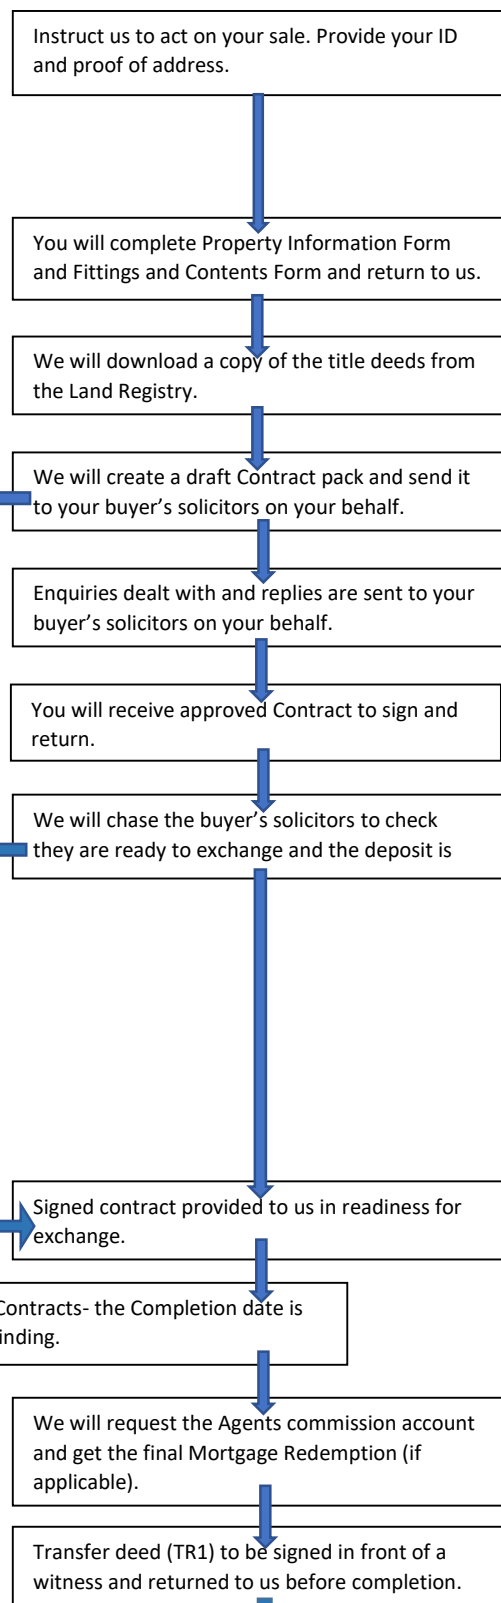 Instruct us to act on your sale. Provide your ID
and proof of address.
You will complete Property Information Form
and Fittings and Contents Form and return to us.
We will download a copy of the title deeds from
the Land Registry.
We will create a draft Contract pack and send it
to your buyer’s solicitors on your behalf.
Enquiries dealt with and replies are sent to your
buyer’s solicitors on your behalf.
You will receive approved Contract to sign and
return.
We will chase the buyer’s solicitors to check
they are ready to exchange and the deposit is
Signed contract provided to us in readiness for
exchange.
Contracts- the Completion date is
inding.
We will request the Agents commission account
and get the final Mortgage Redemption (if
applicable).
Transfer deed (TR1) to be signed in front of a
witness and returned to us before completion.